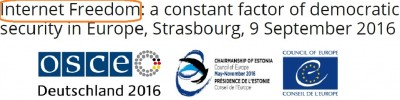 Internet Freedom: a constant factor of democratic
security in Europe, Strasbourg, 9 September 2016
OSCE
Deutschland 2016
CHAIRMANSHIP OF ESTONIA
Council of Europe
May-November 2016
PRÉSIDENCE DE L'ESTONIE
Conseil de l'Europe
COUNCIL OF EUROPE
CONSEIL DE L'EUROPE